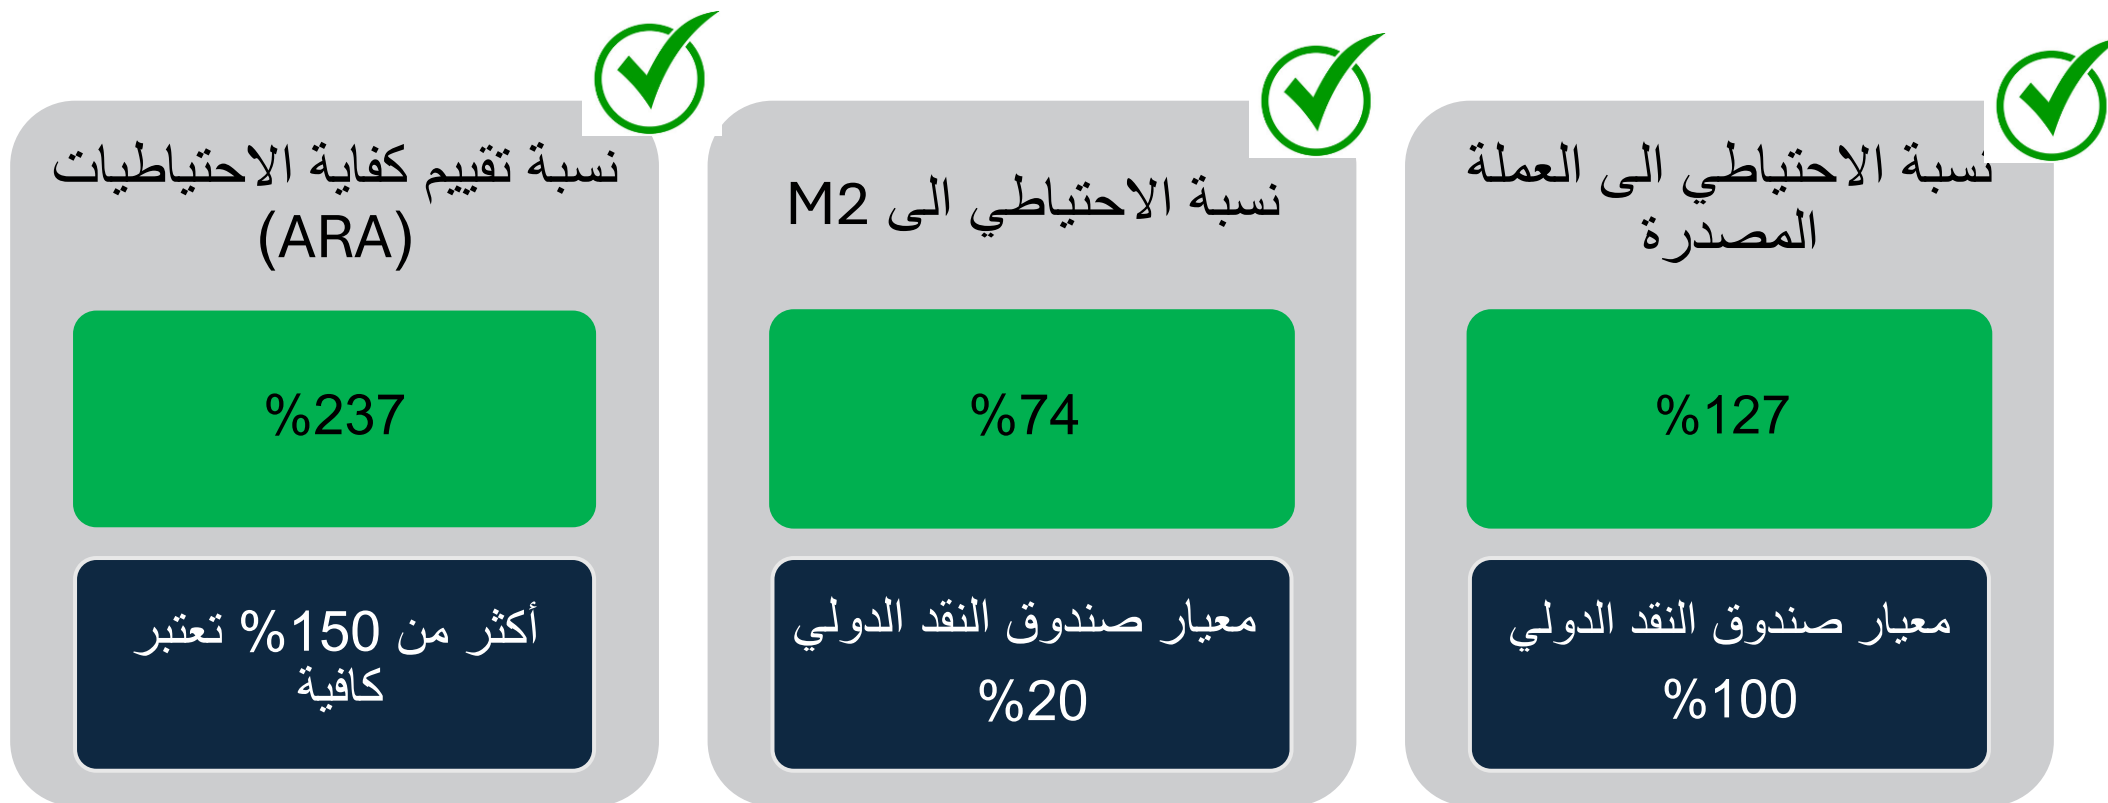 نسبة الاحتياطي الى العملة
المصدرة
%127
معيار صندوق النقد الدولي
%100
نسبة الاحتياطي الى M2
%74
معيار صندوق النقد الدولي
%20
نسبة تقييم كفاية الاحتياطيات
(ARA)
%237
أكثر من 150% تعتبر
كافية